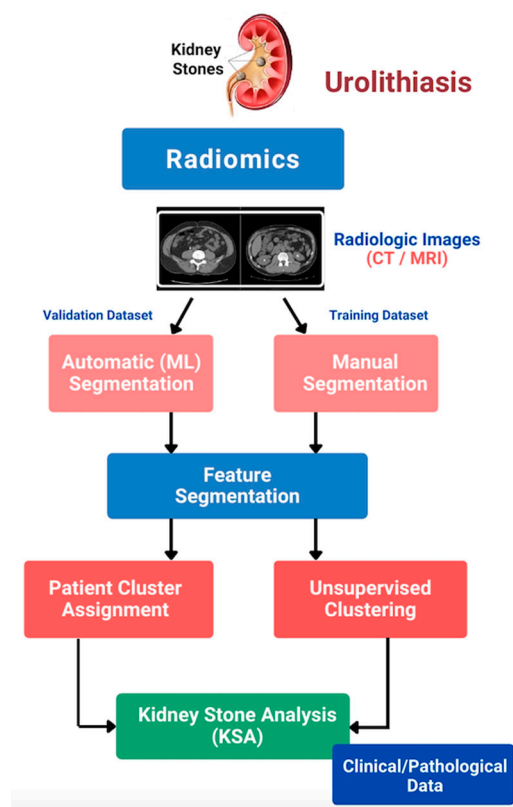 Kidney
Stones
Urolithiasis
Radiomics
Radiologic Images
(CT / MRI)
Validation Dataset
Training Dataset
Automatic (ML)
Segmentation
Manual
Segmentation
Feature
Segmentation
Patient Cluster
Assignment
Unsupervised
Clustering
Kidney Stone Analysis
(KSA)
Clinical/Pathological
Data